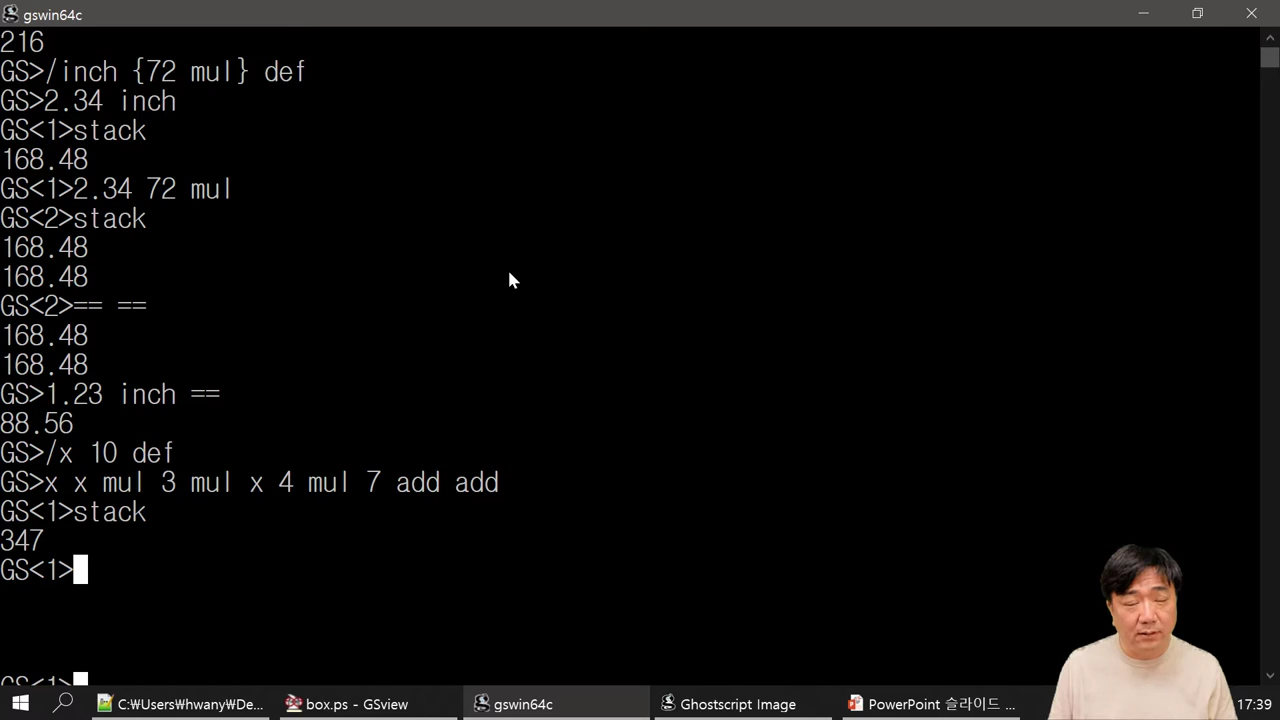 gswin64c
216
GS>/inch {72 mul} def
GS>2.34 inch
GS<1>stack
168.48
GS<1>2.34 72 mul
GS<2>stack
168.48
168.48
GS<2>== ==
168.48
168.48
GS>1.23 inch ==
88.56
GS>/x 10 def
GS>x x mul 3 mul x 4 mul 7 add add
GS<1>stack
347
GS<1>
GS<1>
C:₩Users₩hwany₩De...
box.ps - GSview
gswin64c
Ghostscript Image
PowerPoint 슬라이드 ...
17:39